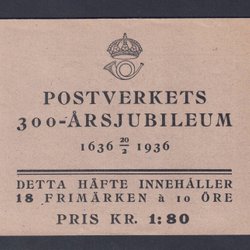 POSTVERKETS
300-ÅRSJUBILEUM
1636 20/2 1936
DETTA HÄFTE INNEHÅLLER
18 FRIMÄRKEN à 10 ÖRE
PRIS KR. 1:80